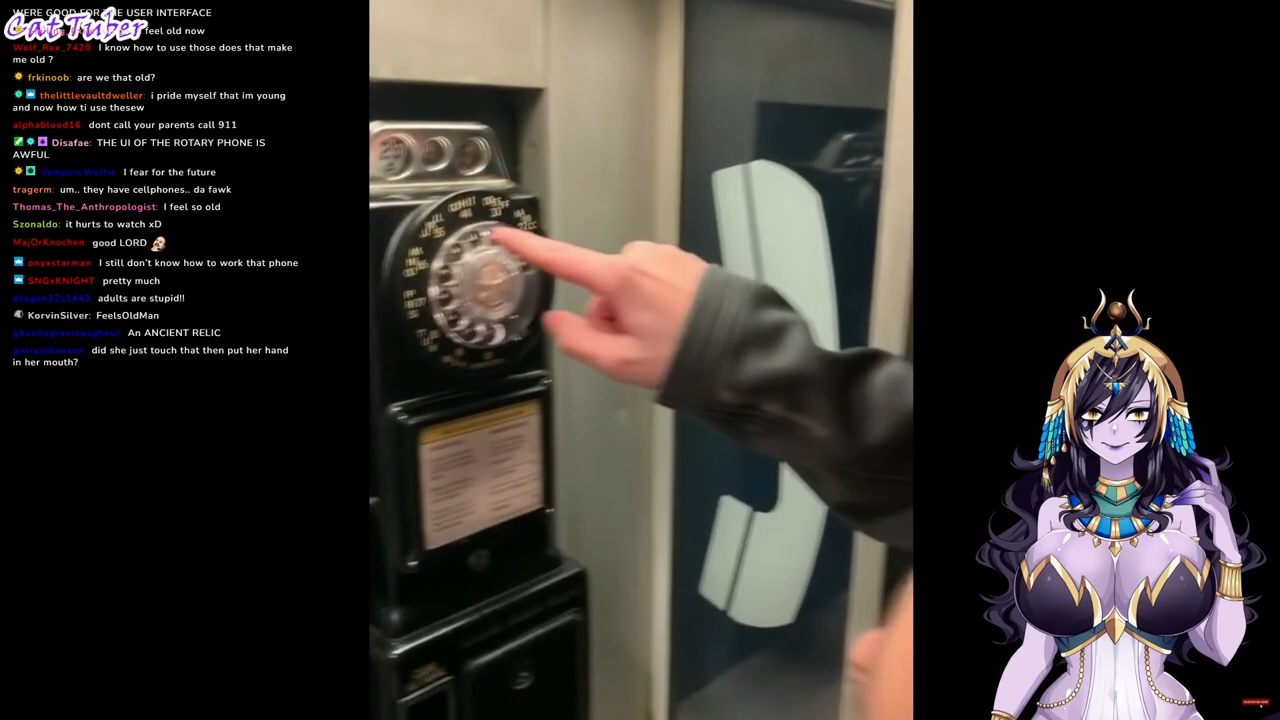 WERE GOOD FOR THE USER INTERFACE
Cat Tuber
feel old now
Wolf_Rex_7420 I know how to use those does that make
me old ?
frkinoob: are we that old?
thelittlevaultdweller: i pride myself that im young
and now how ti use thesew
alphablood16 dont call your parents call 911
Disafae: THE UI OF THE ROTARY PHONE IS
AWFUL
VampiricWolfie I fear for the future
tragerm: um.. they have cellphones.. da fawk
Thomas_The_Anthropologist: I feel so old
Szonaldo: it hurts to watch xD
MajOrKnochen good LORD
onyxstarman: I still don't know how to work that phone
SNGxKNIGHT pretty much
adults are stupid!!
KorvinSilver: FeelsOldMan
An ANCIENT RELIC
did she just touch that then put her hand
in her mouth?